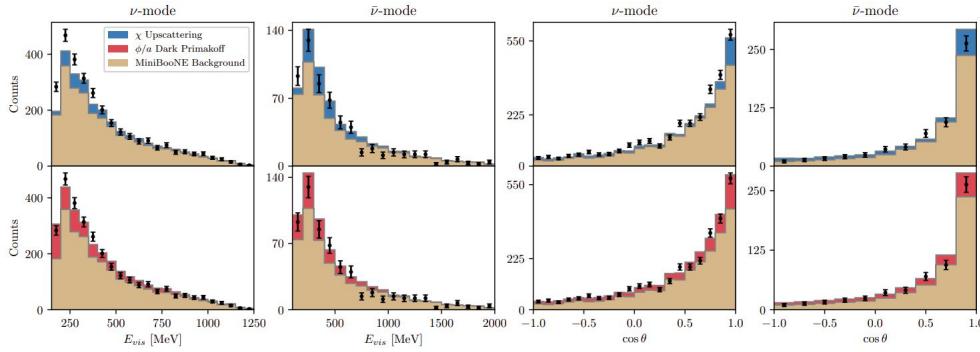 ν-mode
ν̄-mode
ν-mode
ν̄-mode
Counts
400
200
0
χ Upscattering
ϕ/a Dark Primakoff
MiniBooNE Background
140
70
0
550
225
0
250
125
0
Counts
400
200
0
140
70
0
550
225
0
250
125
0
250 500 750 1000 1250
500 1000 1500 2000
−1.0 −0.5 0.0 0.5 1.0
−1.0 −0.5 0.0 0.5 1.0
E_vis [MeV]
E_vis [MeV]
cos θ
cos θ